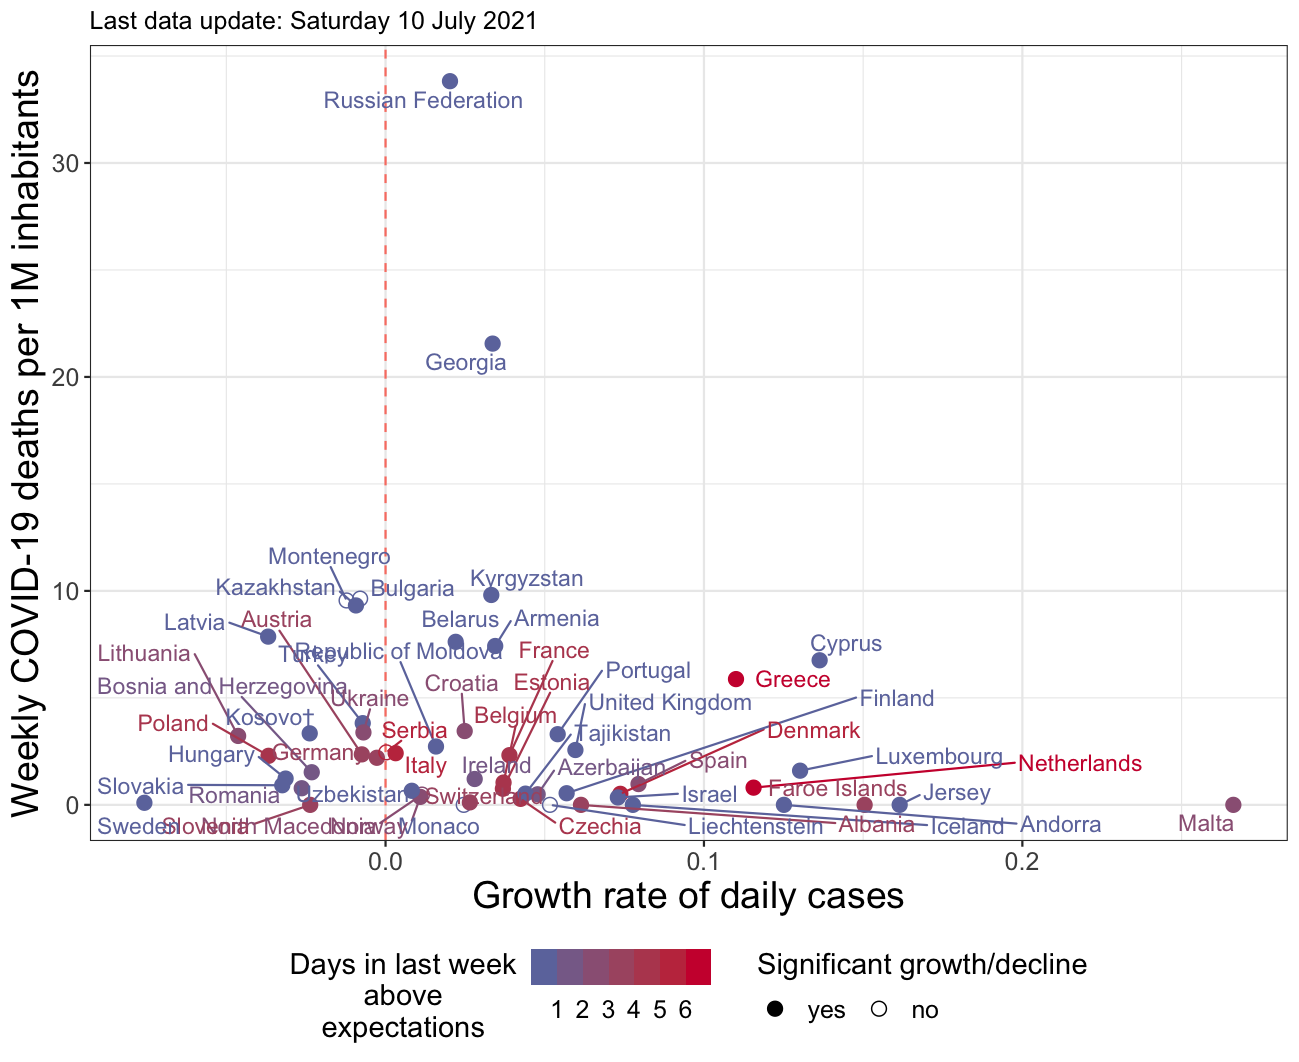 Last data update: Saturday 10 July 2021
Weekly COVID-19 deaths per 1M inhabitants
30
20
10
0
Russian Federation
Georgia
Montenegro
Kazakhstan
Bulgaria
Kyrgyzstan
Latvia
Austria
Belarus
Armenia
Lithuania
Turkey
Republic of Moldova
France
Cyprus
Portugal
Greece
Bosnia and Herzegovina
Ukraine
Croatia
Estonia
United Kingdom
Finland
Poland
Kosovo†
Serbia
Belgium
Tajikistan
Denmark
Hungary
Germany
Italy
Ireland
Azerbaijan
Spain
Luxembourg
Netherlands
Slovakia
Romania
Uzbekistan
Switzerland
Israel
Faroe Islands
Jersey
Sweden
Slovenia
North Macedonia
Norway
Monaco
Czechia
Liechtenstein
Albania
Iceland
Andorra
Malta
0.0
0.1
0.2
Growth rate of daily cases
Days in last week
above
expectations
1 2 3 4 5 6
Significant growth/decline
yes
no